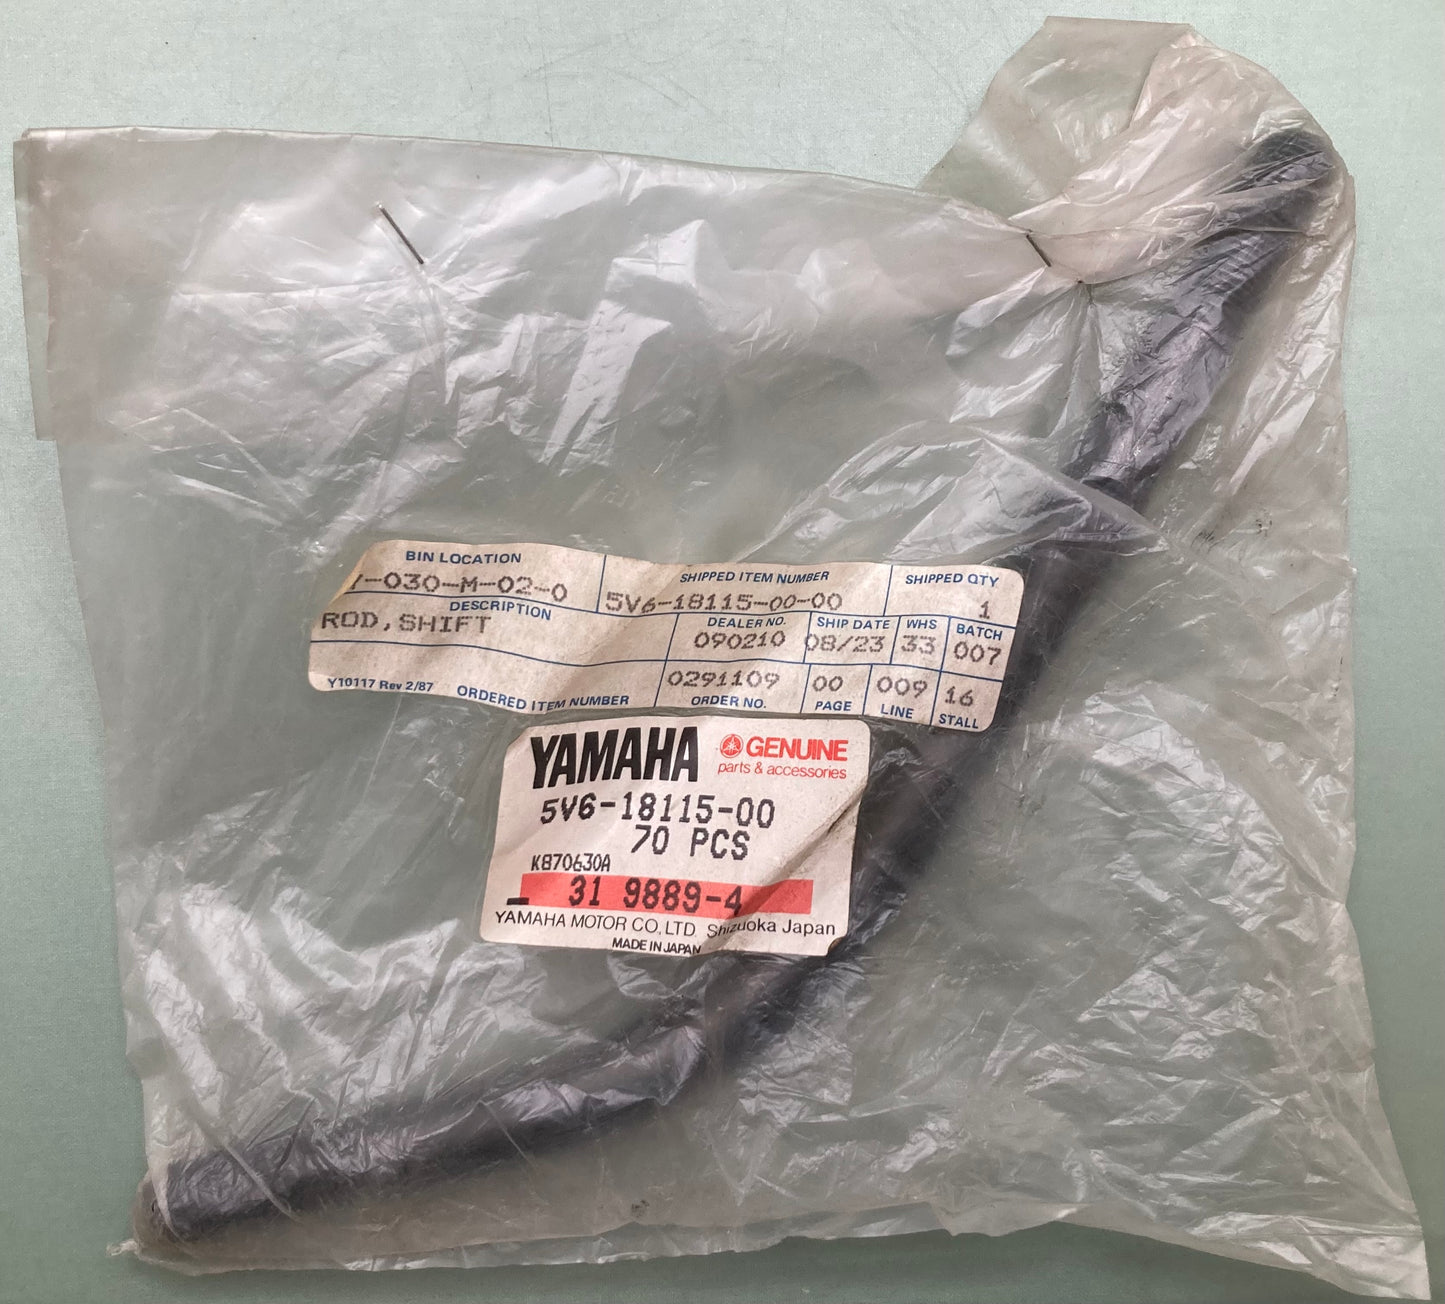 BIN LOCATION SHIPPED ITEM NUMBER SHIPPED QTY
-030-M-02-0 5V6-18115-00-00 1
DESCRIPTION DEALER NO. SHIP DATE WHS BATCH
ROD,SHIFT 090210 08/23 33 007
0291109 00 009 16
Y10117 Rev 2/87 ORDERED ITEM NUMBER ORDER NO. PAGE LINE STALL
YAMAHA GENUINE
parts & accessories
5V6-18115-00
70 PCS
K870630A
31 9889-4
YAMAHA MOTOR CO., LTD. Shizuoka Japan
MADE IN JAPAN